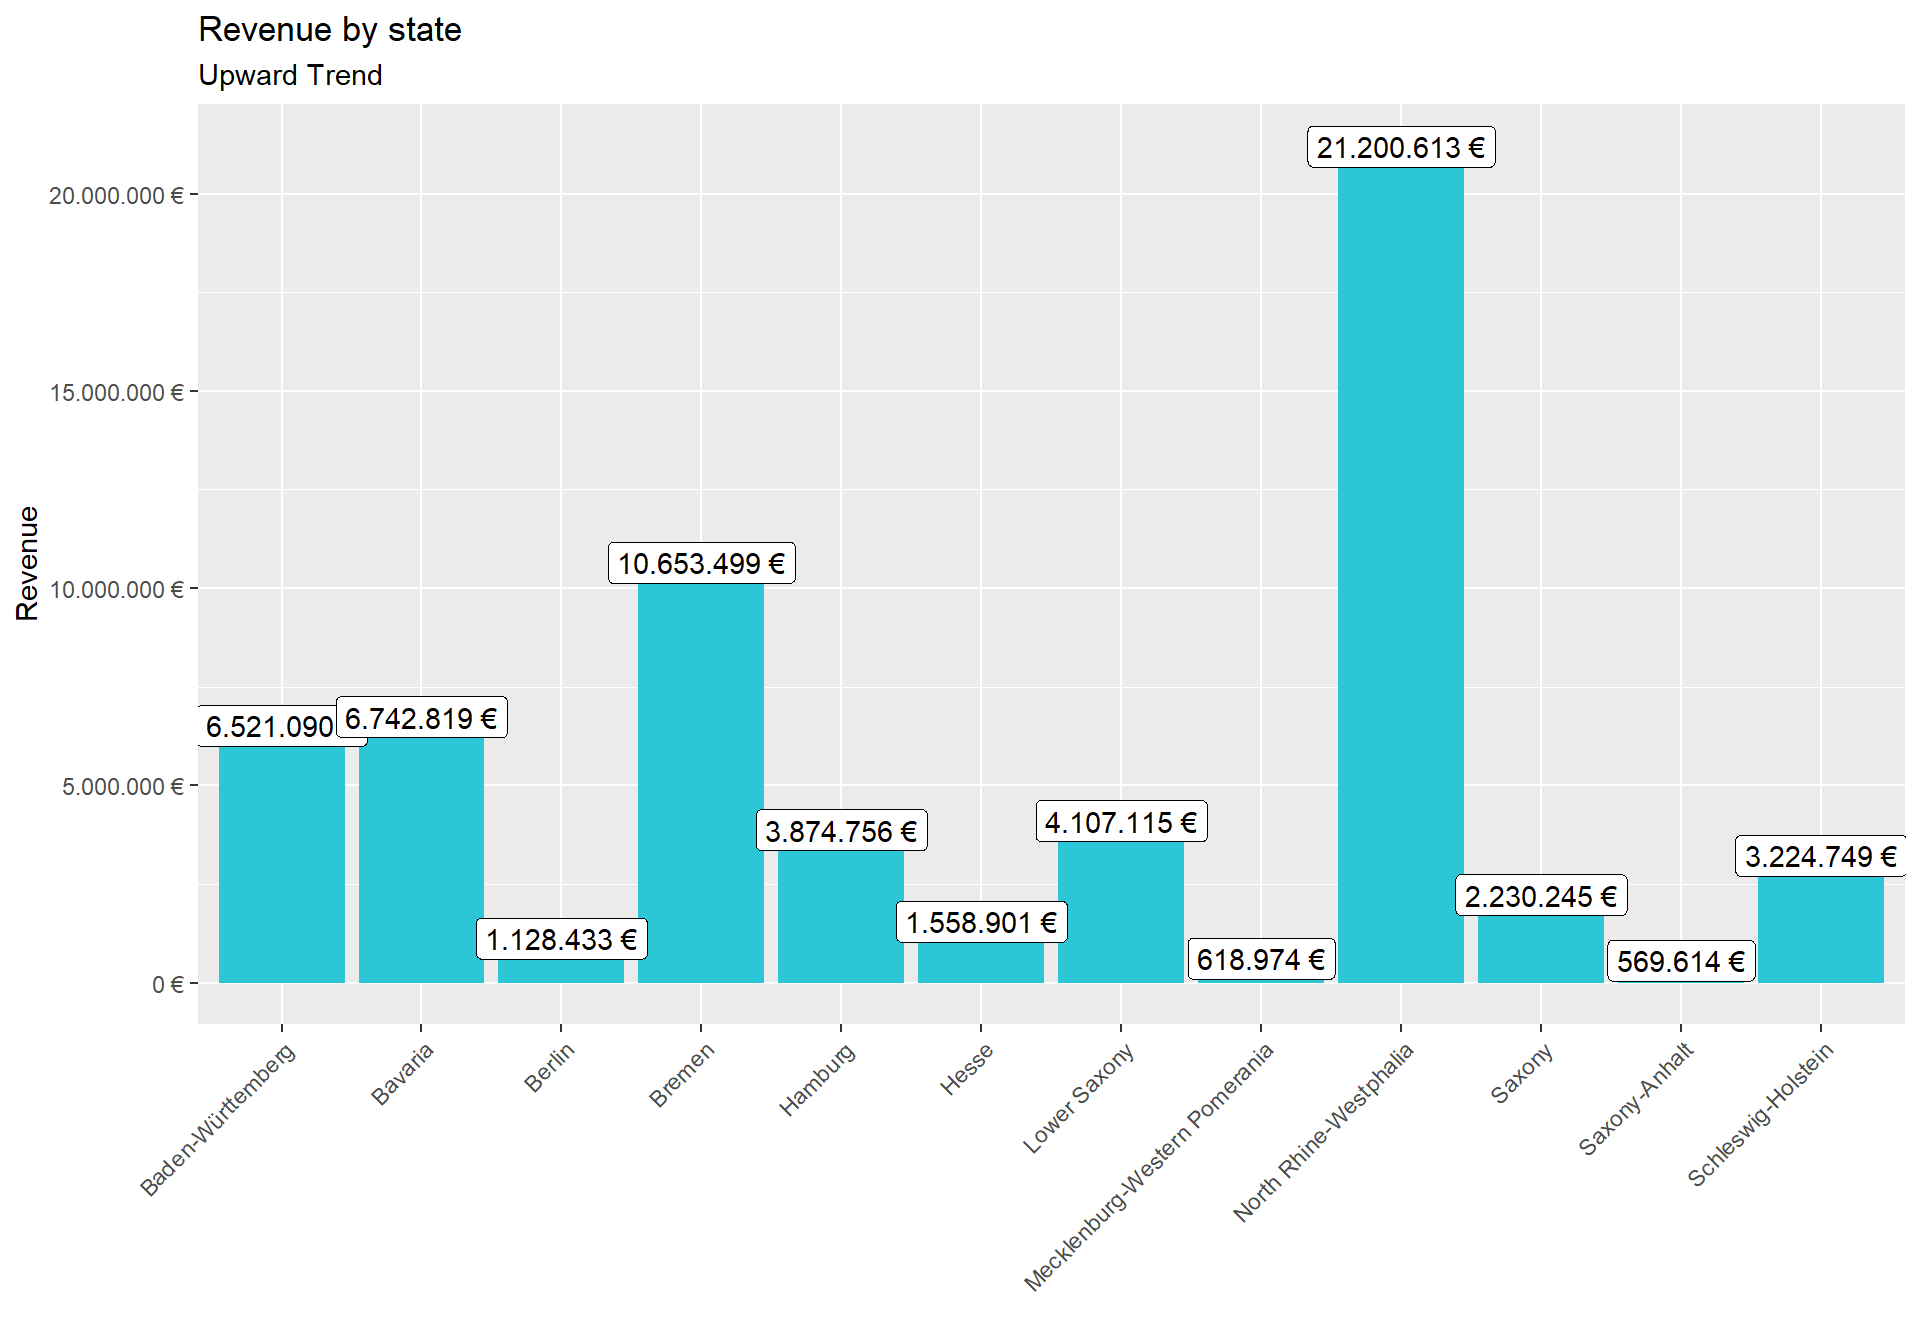 Revenue by state
Upward Trend
Revenue
20.000.000 €
15.000.000 €
10.000.000 €
5.000.000 €
0 €
6.521.090
6.742.819 €
1.128.433 €
10.653.499 €
3.874.756 €
1.558.901 €
4.107.115 €
618.974 €
21.200.613 €
2.230.245 €
569.614 €
3.224.749 €
Baden-Württemberg
Bavaria
Berlin
Bremen
Hamburg
Hesse
Lower Saxony
Mecklenburg-Western Pomerania
North Rhine-Westphalia
Saxony
Saxony-Anhalt
Schleswig-Holstein